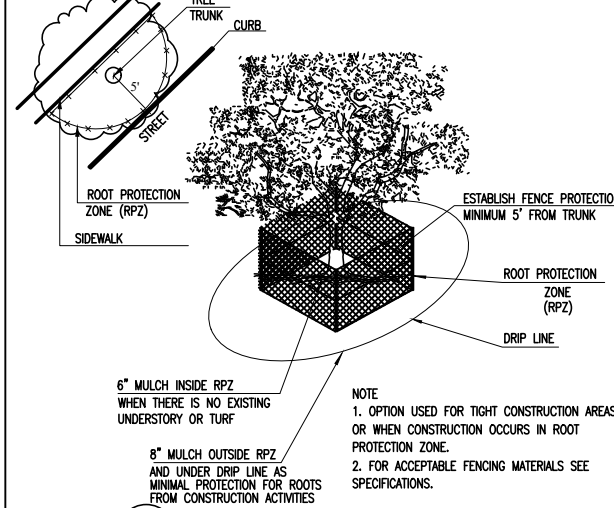 TREE
TRUNK
CURB
5'
STREET
ROOT PROTECTION
ZONE (RPZ)
SIDEWALK
ESTABLISH FENCE
MINIMUM 5' FROM TRUNK
ROOT PROTECTION
ZONE
(RPZ)
DRIP LINE
6" MULCH INSIDE RPZ
WHEN THERE IS NO EXISTING
UNDERSTORY OR TURF
8" MULCH OUTSIDE RPZ
AND UNDER DRIP LINE AS
MINIMAL PROTECTION FOR ROOTS
FROM CONSTRUCTION ACTIVITIES
NOTE
1. OPTION USED FOR TIGHT CONSTRUCTION AREAS
OR WHEN CONSTRUCTION OCCURS IN ROOT
PROTECTION ZONE.
2. FOR ACCEPTABLE FENCING MATERIALS SEE
SPECIFICATIONS.